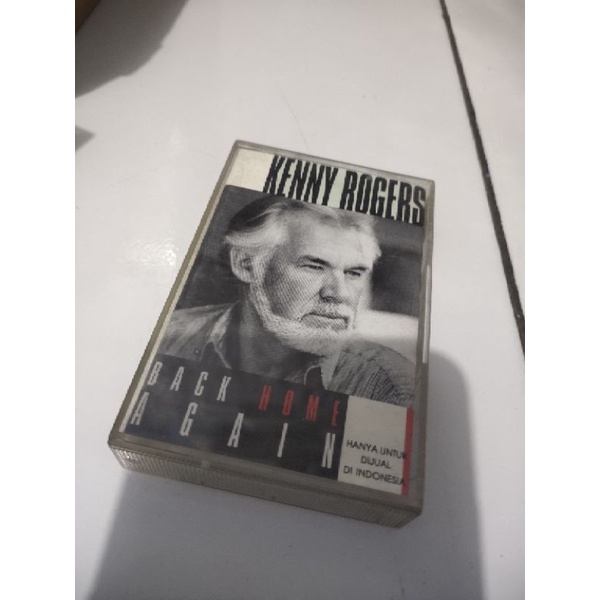 KENNY ROGERS
BACK HOME
AGAIN
HANYA UNTUK
DIJUAL
DI INDONESIA